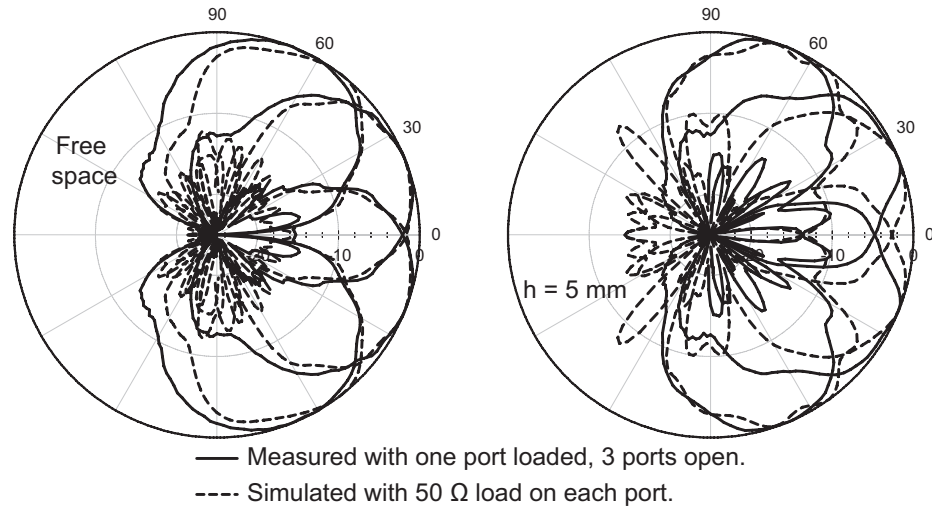 90
60
Free
space
30
0
-10
0
90
60
30
h = 5 mm
0
0
Measured with one port loaded, 3 ports open.
Simulated with 50 Ω load on each port.